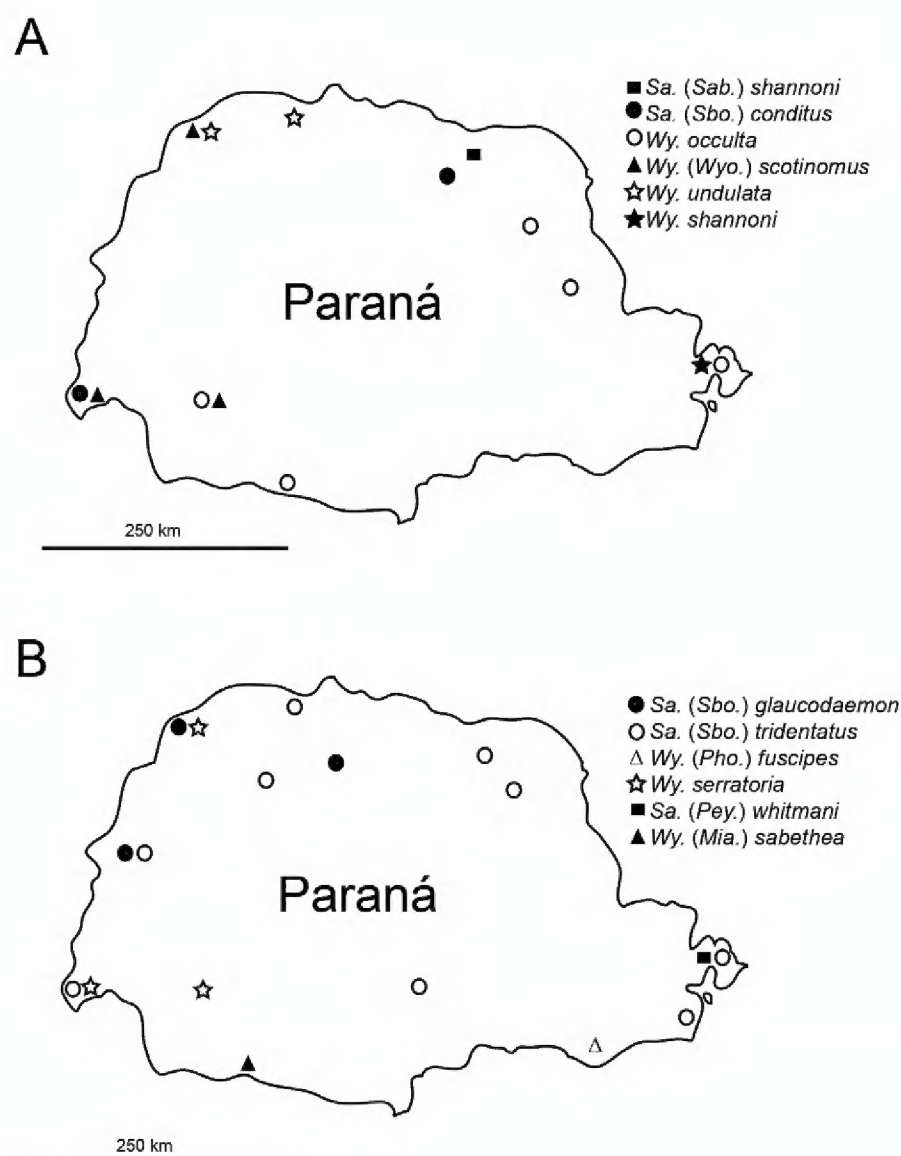 A
Sa. (Sab.) shannoni
Sa. (Sbo.) conditus
Wy. occulta
Wy. (Wyo.) scotinomus
Wy. undulata
Wy. shannoni
Paraná
250 km
B
Sa. (Sbo.) glaucodaemon
Sa. (Sbo.) tridentatus
Wy. (Pho.) fuscipes
Wy. serratoria
Sa. (Pey.) whitmani
Wy. (Mia.) sabethea
Paraná
250 km